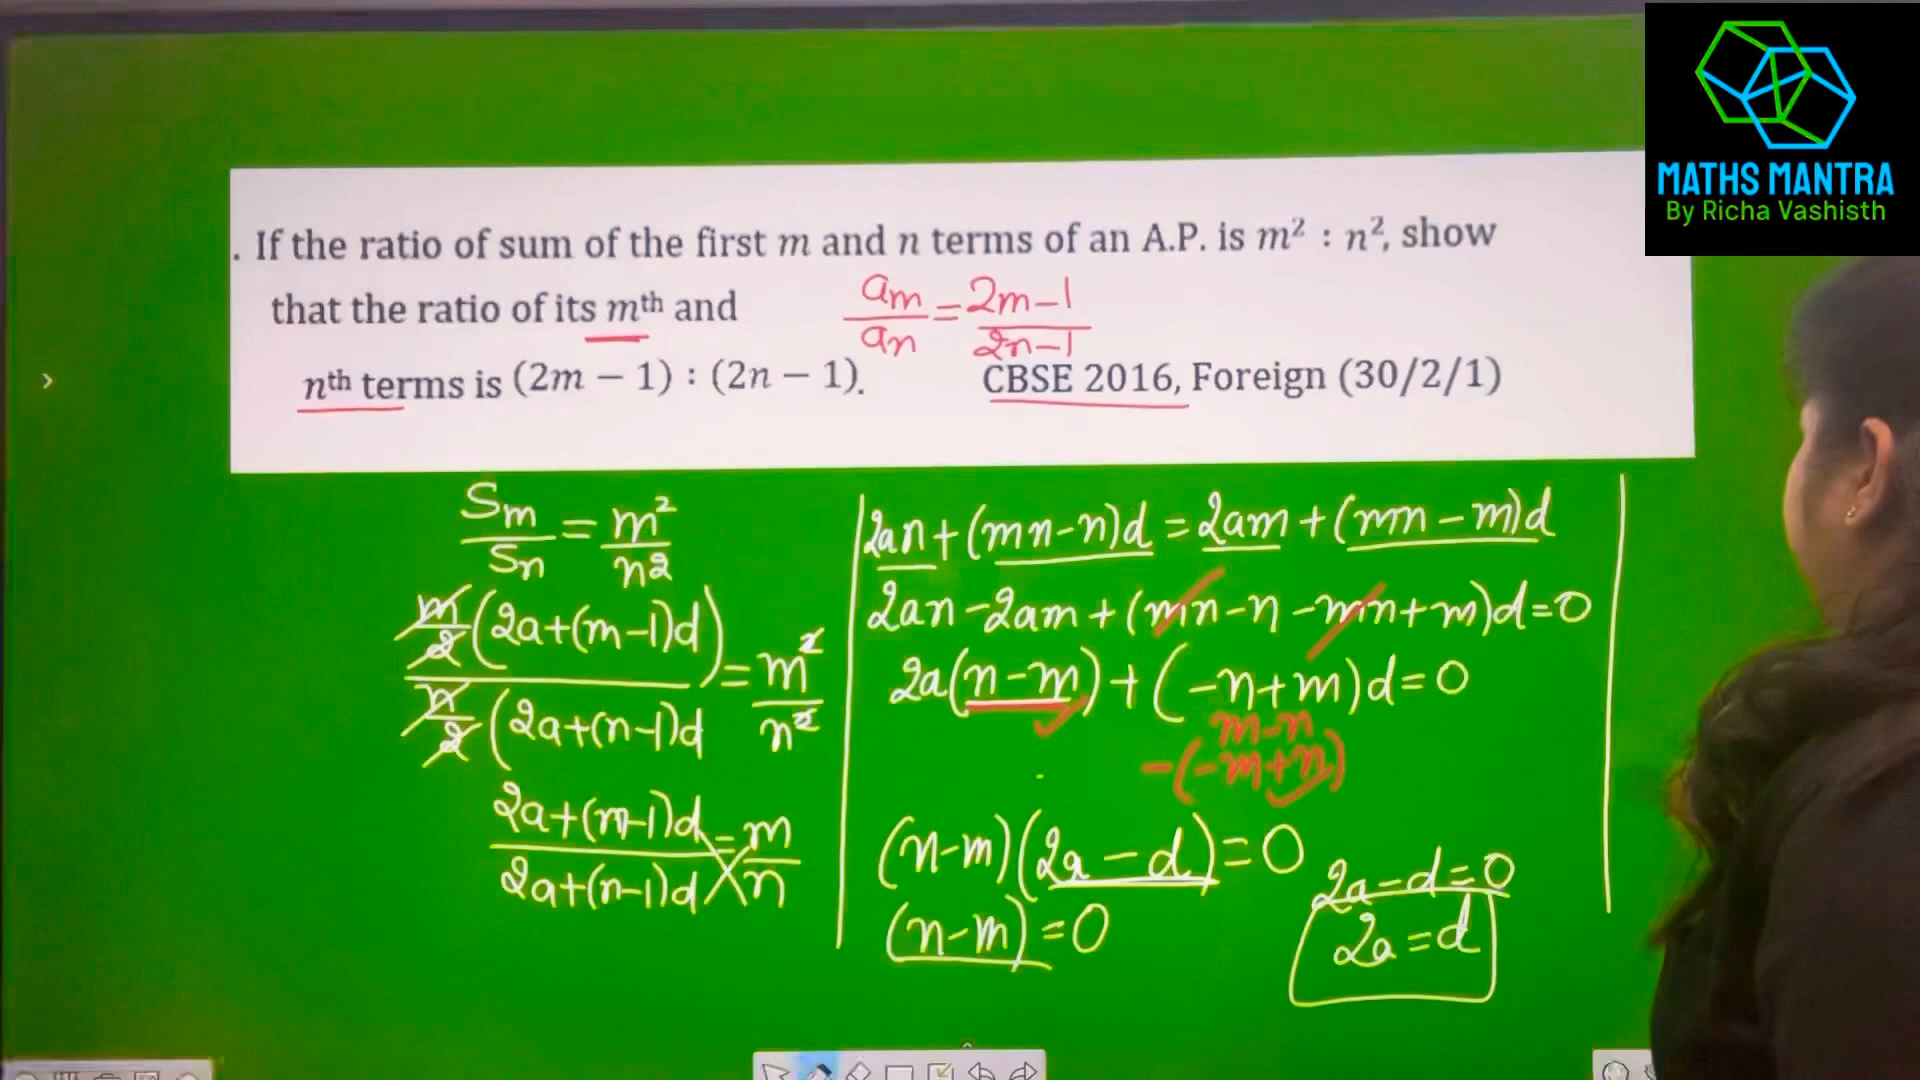 MATHS MANTRA
By Richa Vashisth
. If the ratio of sum of the first m and n terms of an A.P. is m² : n², show
that the ratio of its mᵗʰ and
am/an = 2m-1/2n-1
nᵗʰ terms is (2m − 1) : (2n − 1).
CBSE 2016, Foreign (30/2/1)
Sm/Sn = m²/n²
m/2(2a+(m-1)d)/n/2(2a+(n-1)d = m²/n²
2a+(m-1)d/2a+(n-1)d = m/n
2an+(mn-n)d = 2am+(mn-m)d
2an-2am+(mn-n-mn+m)d=0
2a(n-m)+(-n+m)d=0
m-n
-(-m+n)
(n-m)(2a-d)=0
(n-m)=0
2a-d=0
2a=d